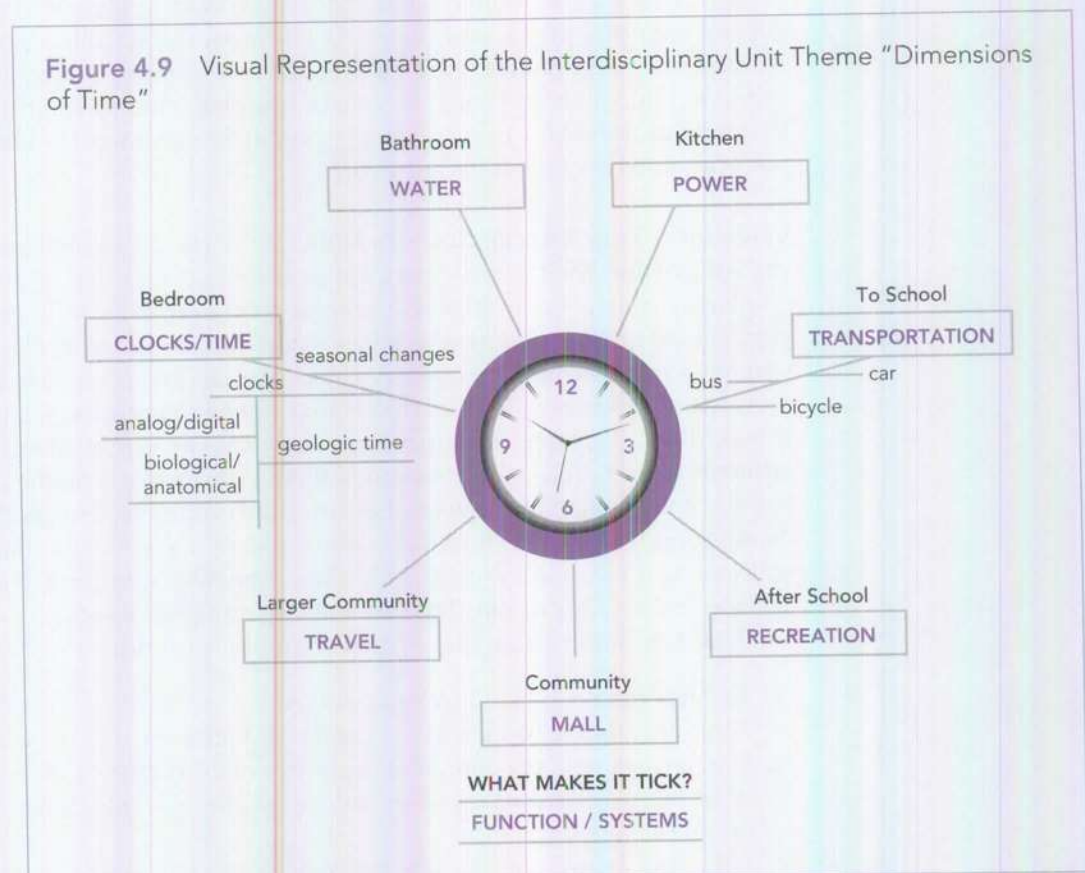 Figure 4.9 Visual Representation of the Interdisciplinary Unit Theme "Dimensions
of Time"
Bathroom
WATER
Kitchen
POWER
Bedroom
CLOCKS/TIME
seasonal changes
clocks
analog/digital
geologic time
biological/
anatomical
To School
TRANSPORTATION
bus
car
bicycle
12
9
3
6
Larger Community
TRAVEL
After School
RECREATION
Community
MALL
WHAT MAKES IT TICK?
FUNCTION / SYSTEMS